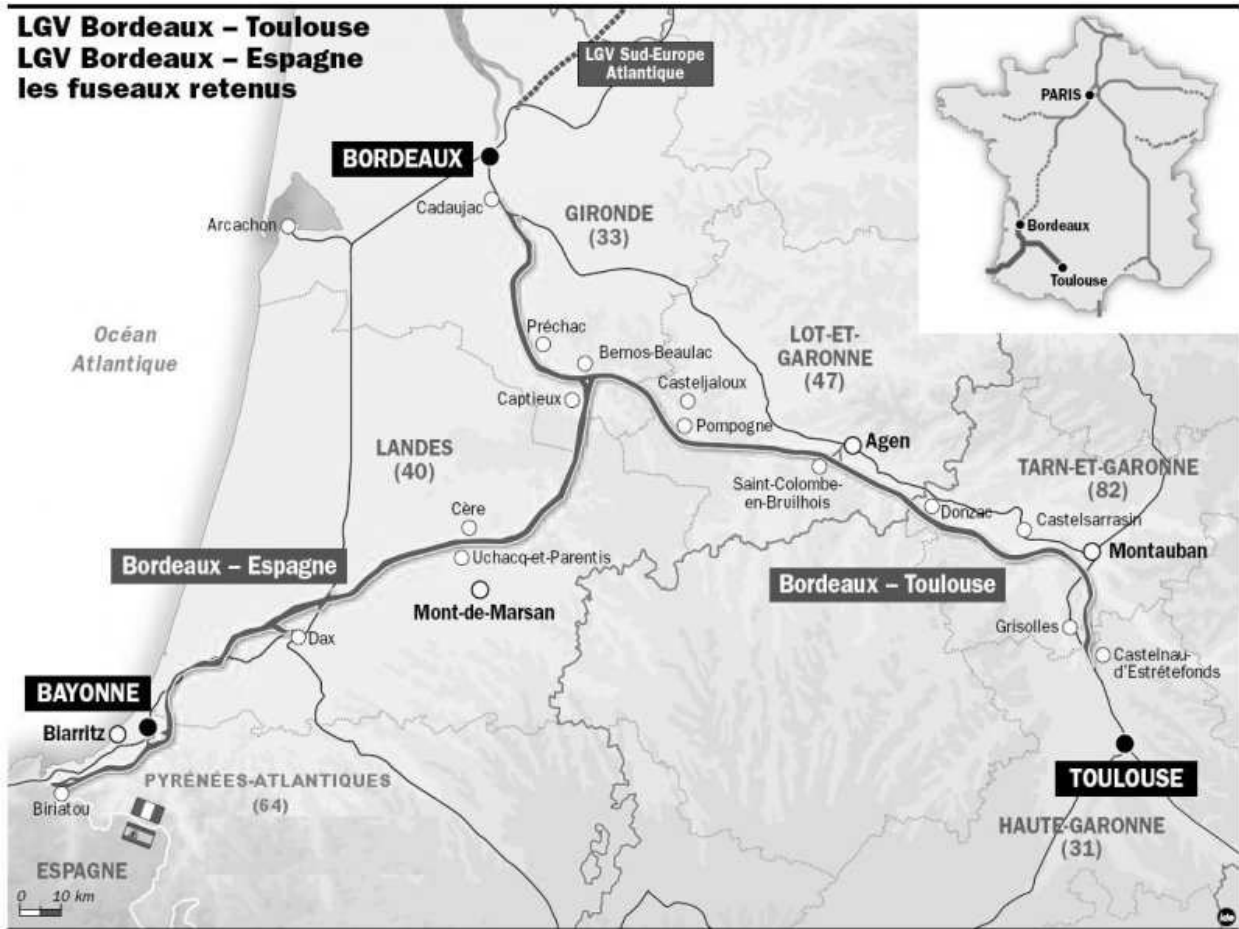 LGV Bordeaux – Toulouse
LGV Bordeaux – Espagne
les fuseaux retenus
LGV Sud-Europe
Atlantique
PARIS
Bordeaux
Toulouse
BORDEAUX
Cadaujac
Arcachon
GIRONDE
(33)
Océan
Atlantique
Préchac
Bernos-Beaulac
LOT-ET-
GARONNE
(47)
Casteljaloux
Captieux
Pompogne
LANDES
(40)
Agen
TARN-ET-GARONNE
(82)
Saint-Colombe-
en-Bruilhois
Cère
Donzac
Castelsarrasin
Uchacq-et-Parentis
Montauban
Bordeaux – Espagne
Bordeaux – Toulouse
Mont-de-Marsan
Dax
Grisolles
Castelnau-
d'Estrétefonds
BAYONNE
Biarritz
TOULOUSE
PYRÉNÉES-ATLANTIQUES
(64)
Biriatou
HAUTE-GARONNE
(31)
ESPAGNE
0 10 km
ide